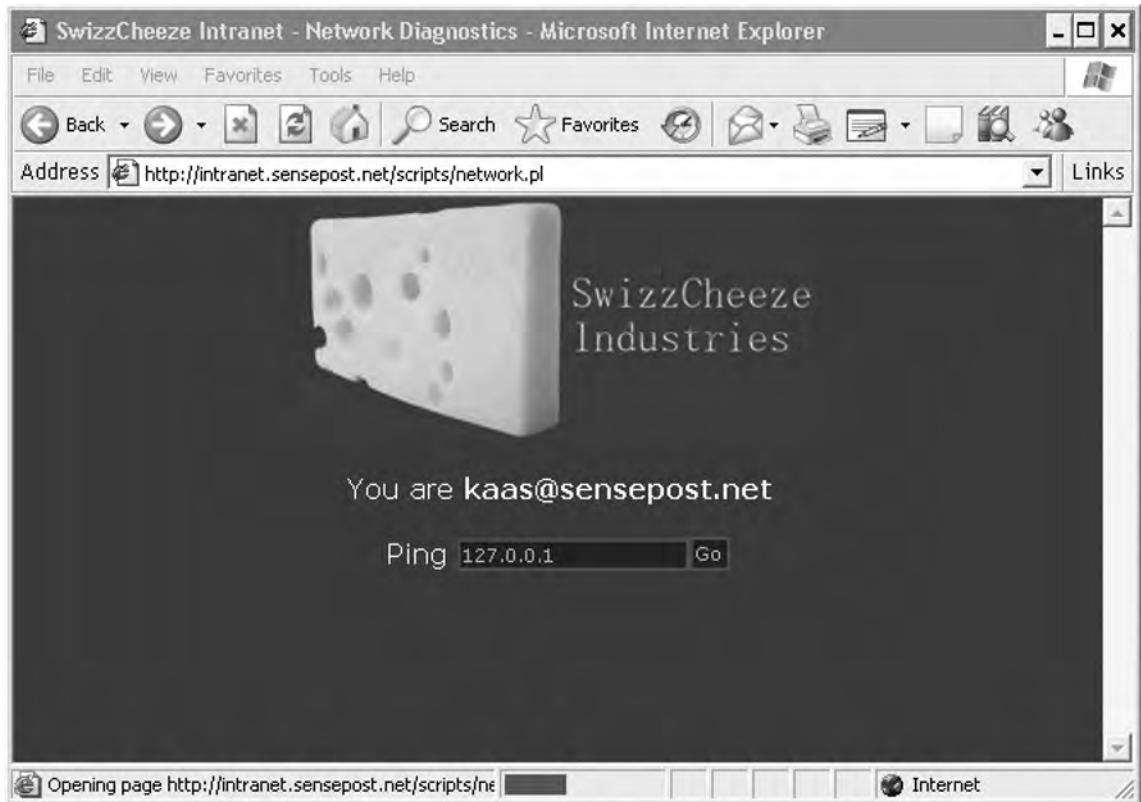 SwizzCheeze Intranet - Network Diagnostics - Microsoft Internet Explorer
File Edit View Favorites Tools Help
Back Search Favorites
Address http://intranet.sensepost.net/scripts/network.pl Links
SwizzCheeze
Industries
You are kaas@sensepost.net
Ping 127.0.0.1 Go
Opening page http://intranet.sensepost.net/scripts/ne Internet